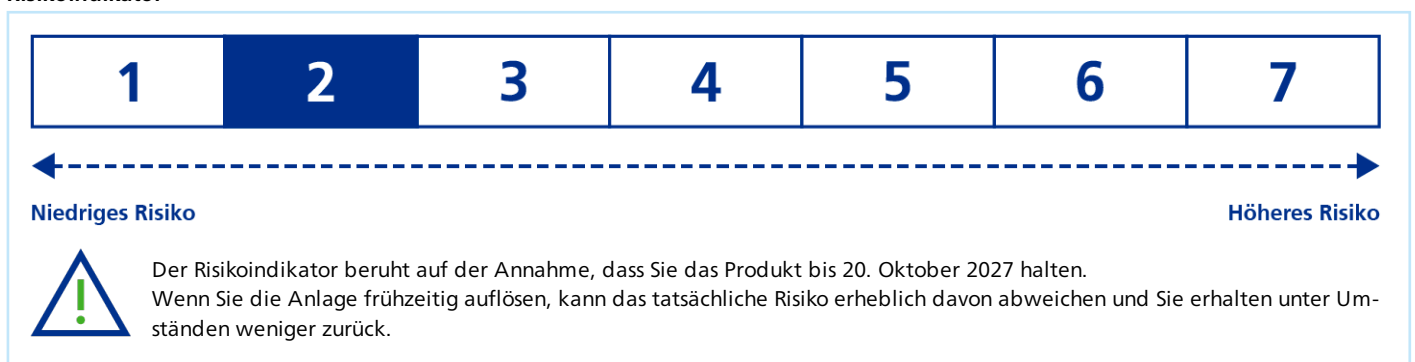 Risikoindikator
1 2 3 4 5 6 7
Niedriges Risiko Höheres Risiko
Der Risikoindikator beruht auf der Annahme, dass Sie das Produkt bis 20. Oktober 2027 halten.
Wenn Sie die Anlage frühzeitig auflösen, kann das tatsächliche Risiko erheblich davon abweichen und Sie erhalten unter Um-
ständen weniger zurück.